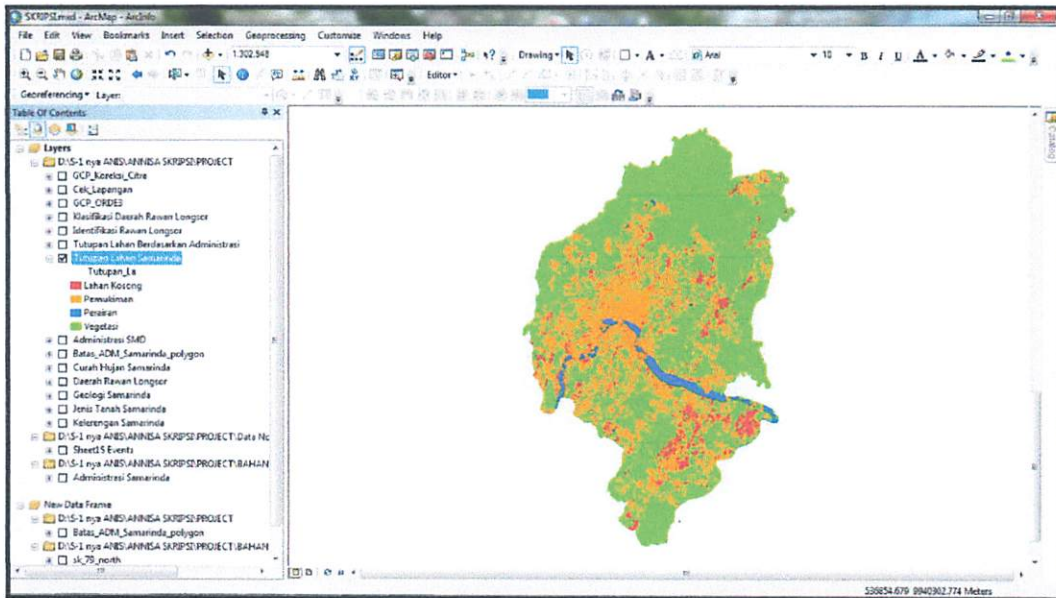 SKRIPSI.mxd - ArcMap - ArcInfo
File Edit View Bookmarks Insert Selection Geoprocessing Customize Windows Help
1:302.548
Drawing
A
Arial
10
B I U A
Editor
Georeferencing Layer:
Table Of Contents
Layers
D:\S-1 nya ANIS\ANNISA SKRIPSI\PROJECT
GCP_Koreksi_Citra
Cek_Lapangan
GCP_ORDE3
Klasifikasi Daerah Rawan Longsor
Identifikasi Rawan Longsor
Tutupan Lahan Berdasarkan Administrasi
Tutupan Lahan Samarinda
Tutupan_La
Lahan Kosong
Pemukiman
Perairan
Vegetasi
Administrasi SMD
Batas_ADM_Samarinda_polygon
Curah Hujan Samarinda
Daerah Rawan Longsor
Geologi Samarinda
Jenis Tanah Samarinda
Kelerengan Samarinda
D:\S-1 nya ANIS\ANNISA SKRIPSI\PROJECT\Data No
Sheet1$ Events
D:\S-1 nya ANIS\ANNISA SKRIPSI\PROJECT\BAHAN
Administrasi Samarinda
New Data Frame
D:\S-1 nya ANIS\ANNISA SKRIPSI\PROJECT
Batas_ADM_Samarinda_polygon
D:\S-1 nya ANIS\ANNISA SKRIPSI\PROJECT\BAHAN
sk_79_north
Catalog
536854.679 9940302.774 Meters